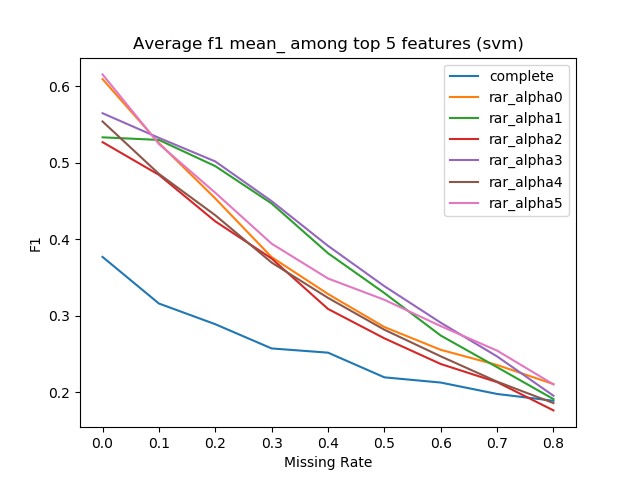 Average f1 mean_ among top 5 features (svm)
complete
rar_alpha0
rar_alpha1
rar_alpha2
rar_alpha3
rar_alpha4
rar_alpha5
F1
0.6
0.5
0.4
0.3
0.2
0.0 0.1 0.2 0.3 0.4 0.5 0.6 0.7 0.8
Missing Rate